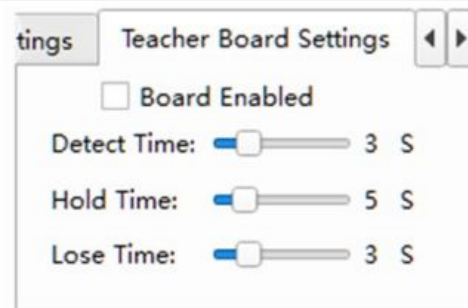 tings Teacher Board Settings
Board Enabled
Detect Time: 3 S
Hold Time: 5 S
Lose Time: 3 S